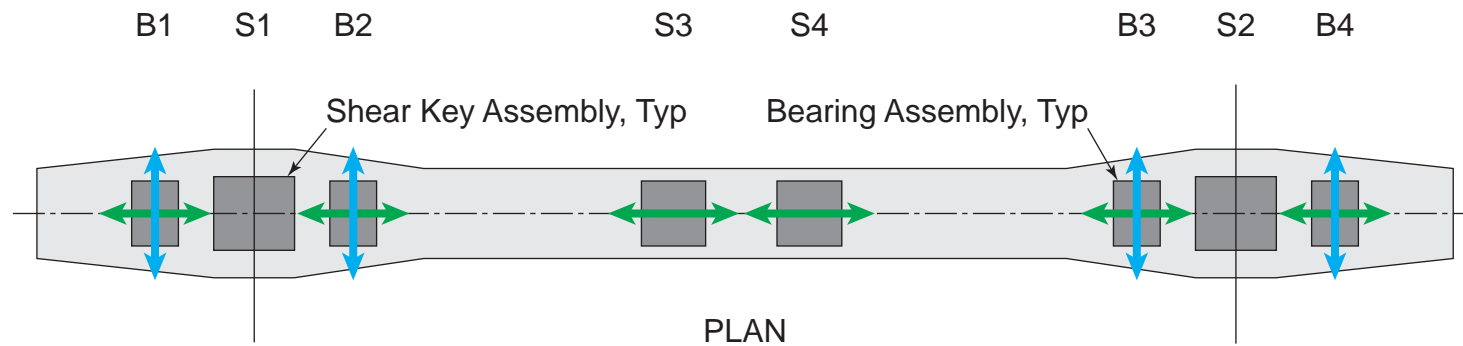 B1 S1 B2 S3 S4 B3 S2 B4
Shear Key Assembly, Typ Bearing Assembly, Typ
PLAN